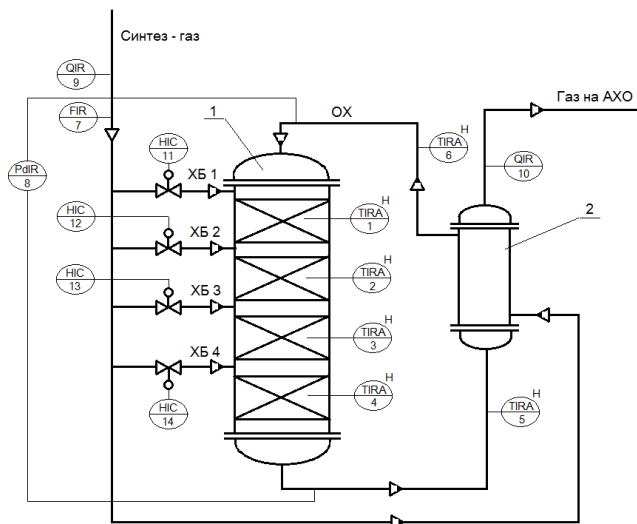 Синтез - газ
QIR
9
FIR
7
PdIR
8
HIC
11
ХБ 1
HIC
12
ХБ 2
HIC
13
ХБ 3
ХБ 4
HIC
14
1
ОХ
H
TIRA
1
H
TIRA
2
H
TIRA
3
H
TIRA
4
H
TIRA
6
Газ на АХО
QIR
10
2
H
TIRA
5